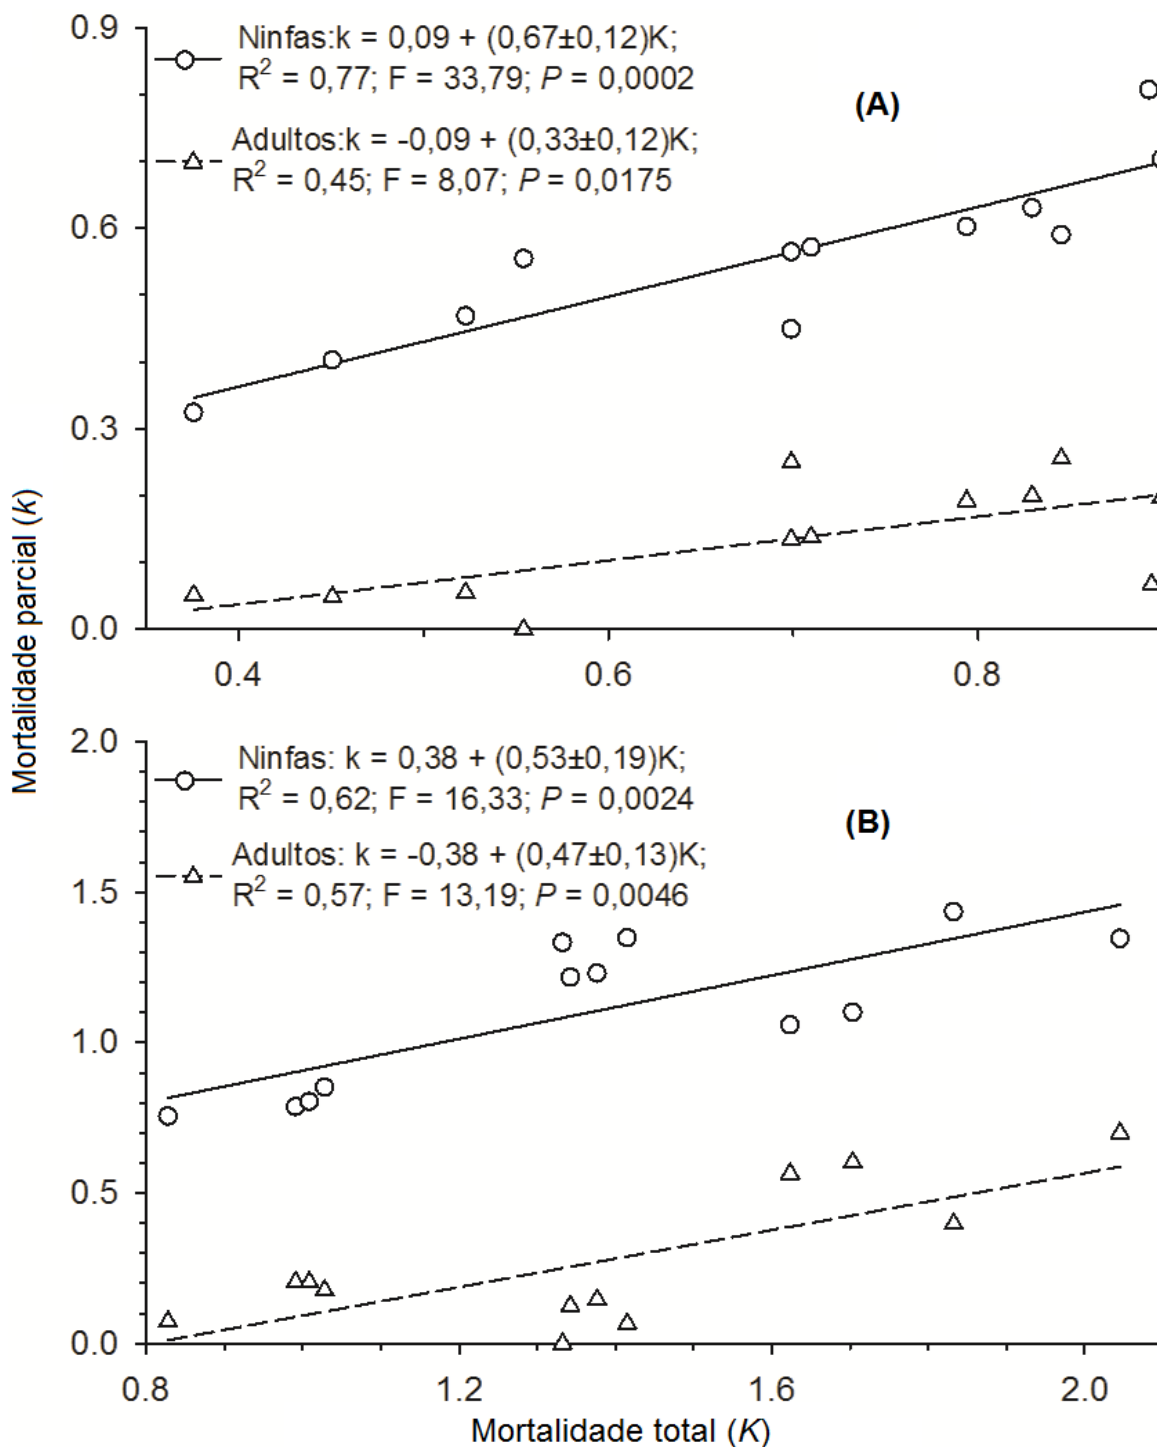 0.9
Ninfas:k = 0,09 + (0,67±0,12)K;
R² = 0,77; F = 33,79; P = 0,0002
(A)
Adultos:k = -0,09 + (0,33±0,12)K;
R² = 0,45; F = 8,07; P = 0,0175
0.6
0.3
0.0
0.4 0.6 0.8
Mortalidade parcial (k)
2.0
Ninfas: k = 0,38 + (0,53±0,19)K;
R² = 0,62; F = 16,33; P = 0,0024
(B)
Adultos: k = -0,38 + (0,47±0,13)K;
R² = 0,57; F = 13,19; P = 0,0046
1.5
1.0
0.5
0.0
0.8 1.2 1.6 2.0
Mortalidade total (K)